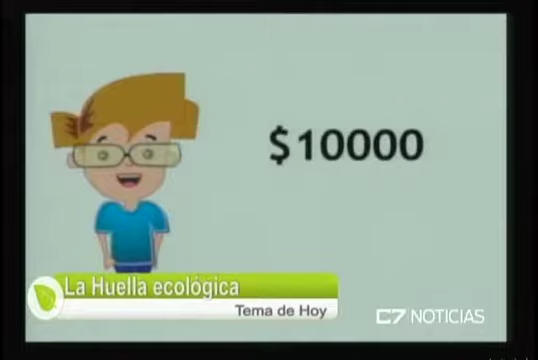 $10000
La Huella ecológica
Tema de Hoy
C7 NOTICIAS